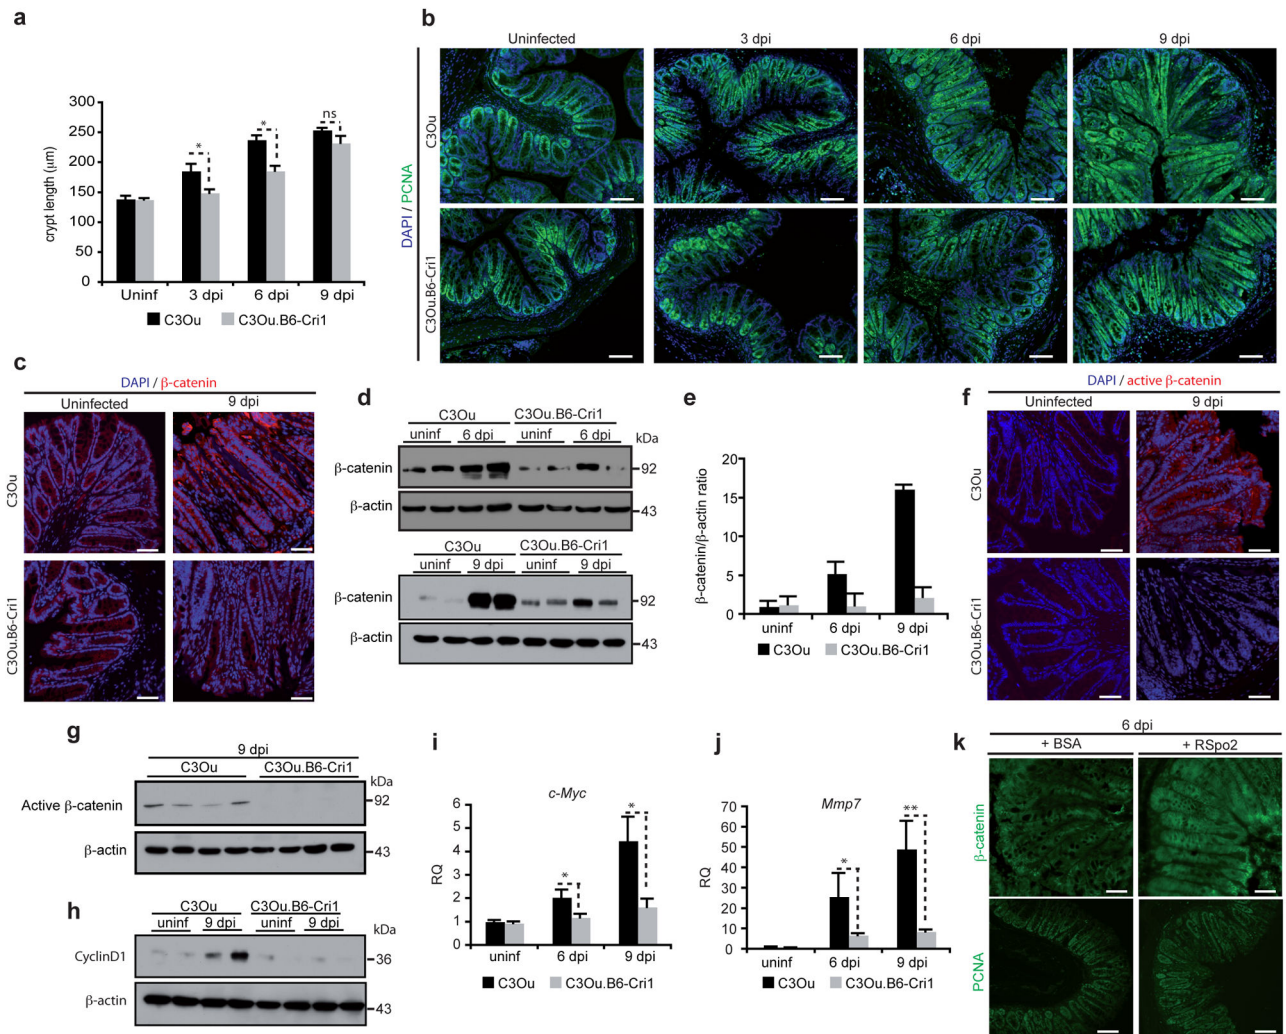 a
crypt length (μm)
300
250
200
150
100
50
0
*
*
ns
Uninf
3 dpi
6 dpi
9 dpi
C3Ou
C3Ou.B6-Cri1
b
Uninfected
3 dpi
6 dpi
9 dpi
DAPI / PCNA
C3Ou
C3Ou.B6-Cri1
c
DAPI / β-catenin
Uninfected
9 dpi
C3Ou
C3Ou.B6-Cri1
d
C3Ou
C3Ou.B6-Cri1
uninf
6 dpi
uninf
6 dpi
kDa
β-catenin
92
β-actin
43
C3Ou
C3Ou.B6-Cri1
uninf
9 dpi
uninf
9 dpi
kDa
β-catenin
92
β-actin
43
e
β-catenin/β-actin ratio
20
15
10
5
0
uninf
6 dpi
9 dpi
C3Ou
C3Ou.B6-Cri1
f
DAPI / active β-catenin
Uninfected
9 dpi
C3Ou
C3Ou.B6-Cri1
g
9 dpi
C3Ou
C3Ou.B6-Cri1
kDa
Active β-catenin
92
β-actin
43
h
C3Ou
C3Ou.B6-Cri1
uninf
9 dpi
uninf
9 dpi
kDa
CyclinD1
36
β-actin
43
i
c-Myc
RQ
6
5
4
3
2
1
0
*
*
uninf
6 dpi
9 dpi
C3Ou
C3Ou.B6-Cri1
j
Mmp7
RQ
70
60
50
40
30
20
10
0
*
**
uninf
6 dpi
9 dpi
C3Ou
C3Ou.B6-Cri1
k
6 dpi
+ BSA
+ RSpo2
β-catenin
PCNA